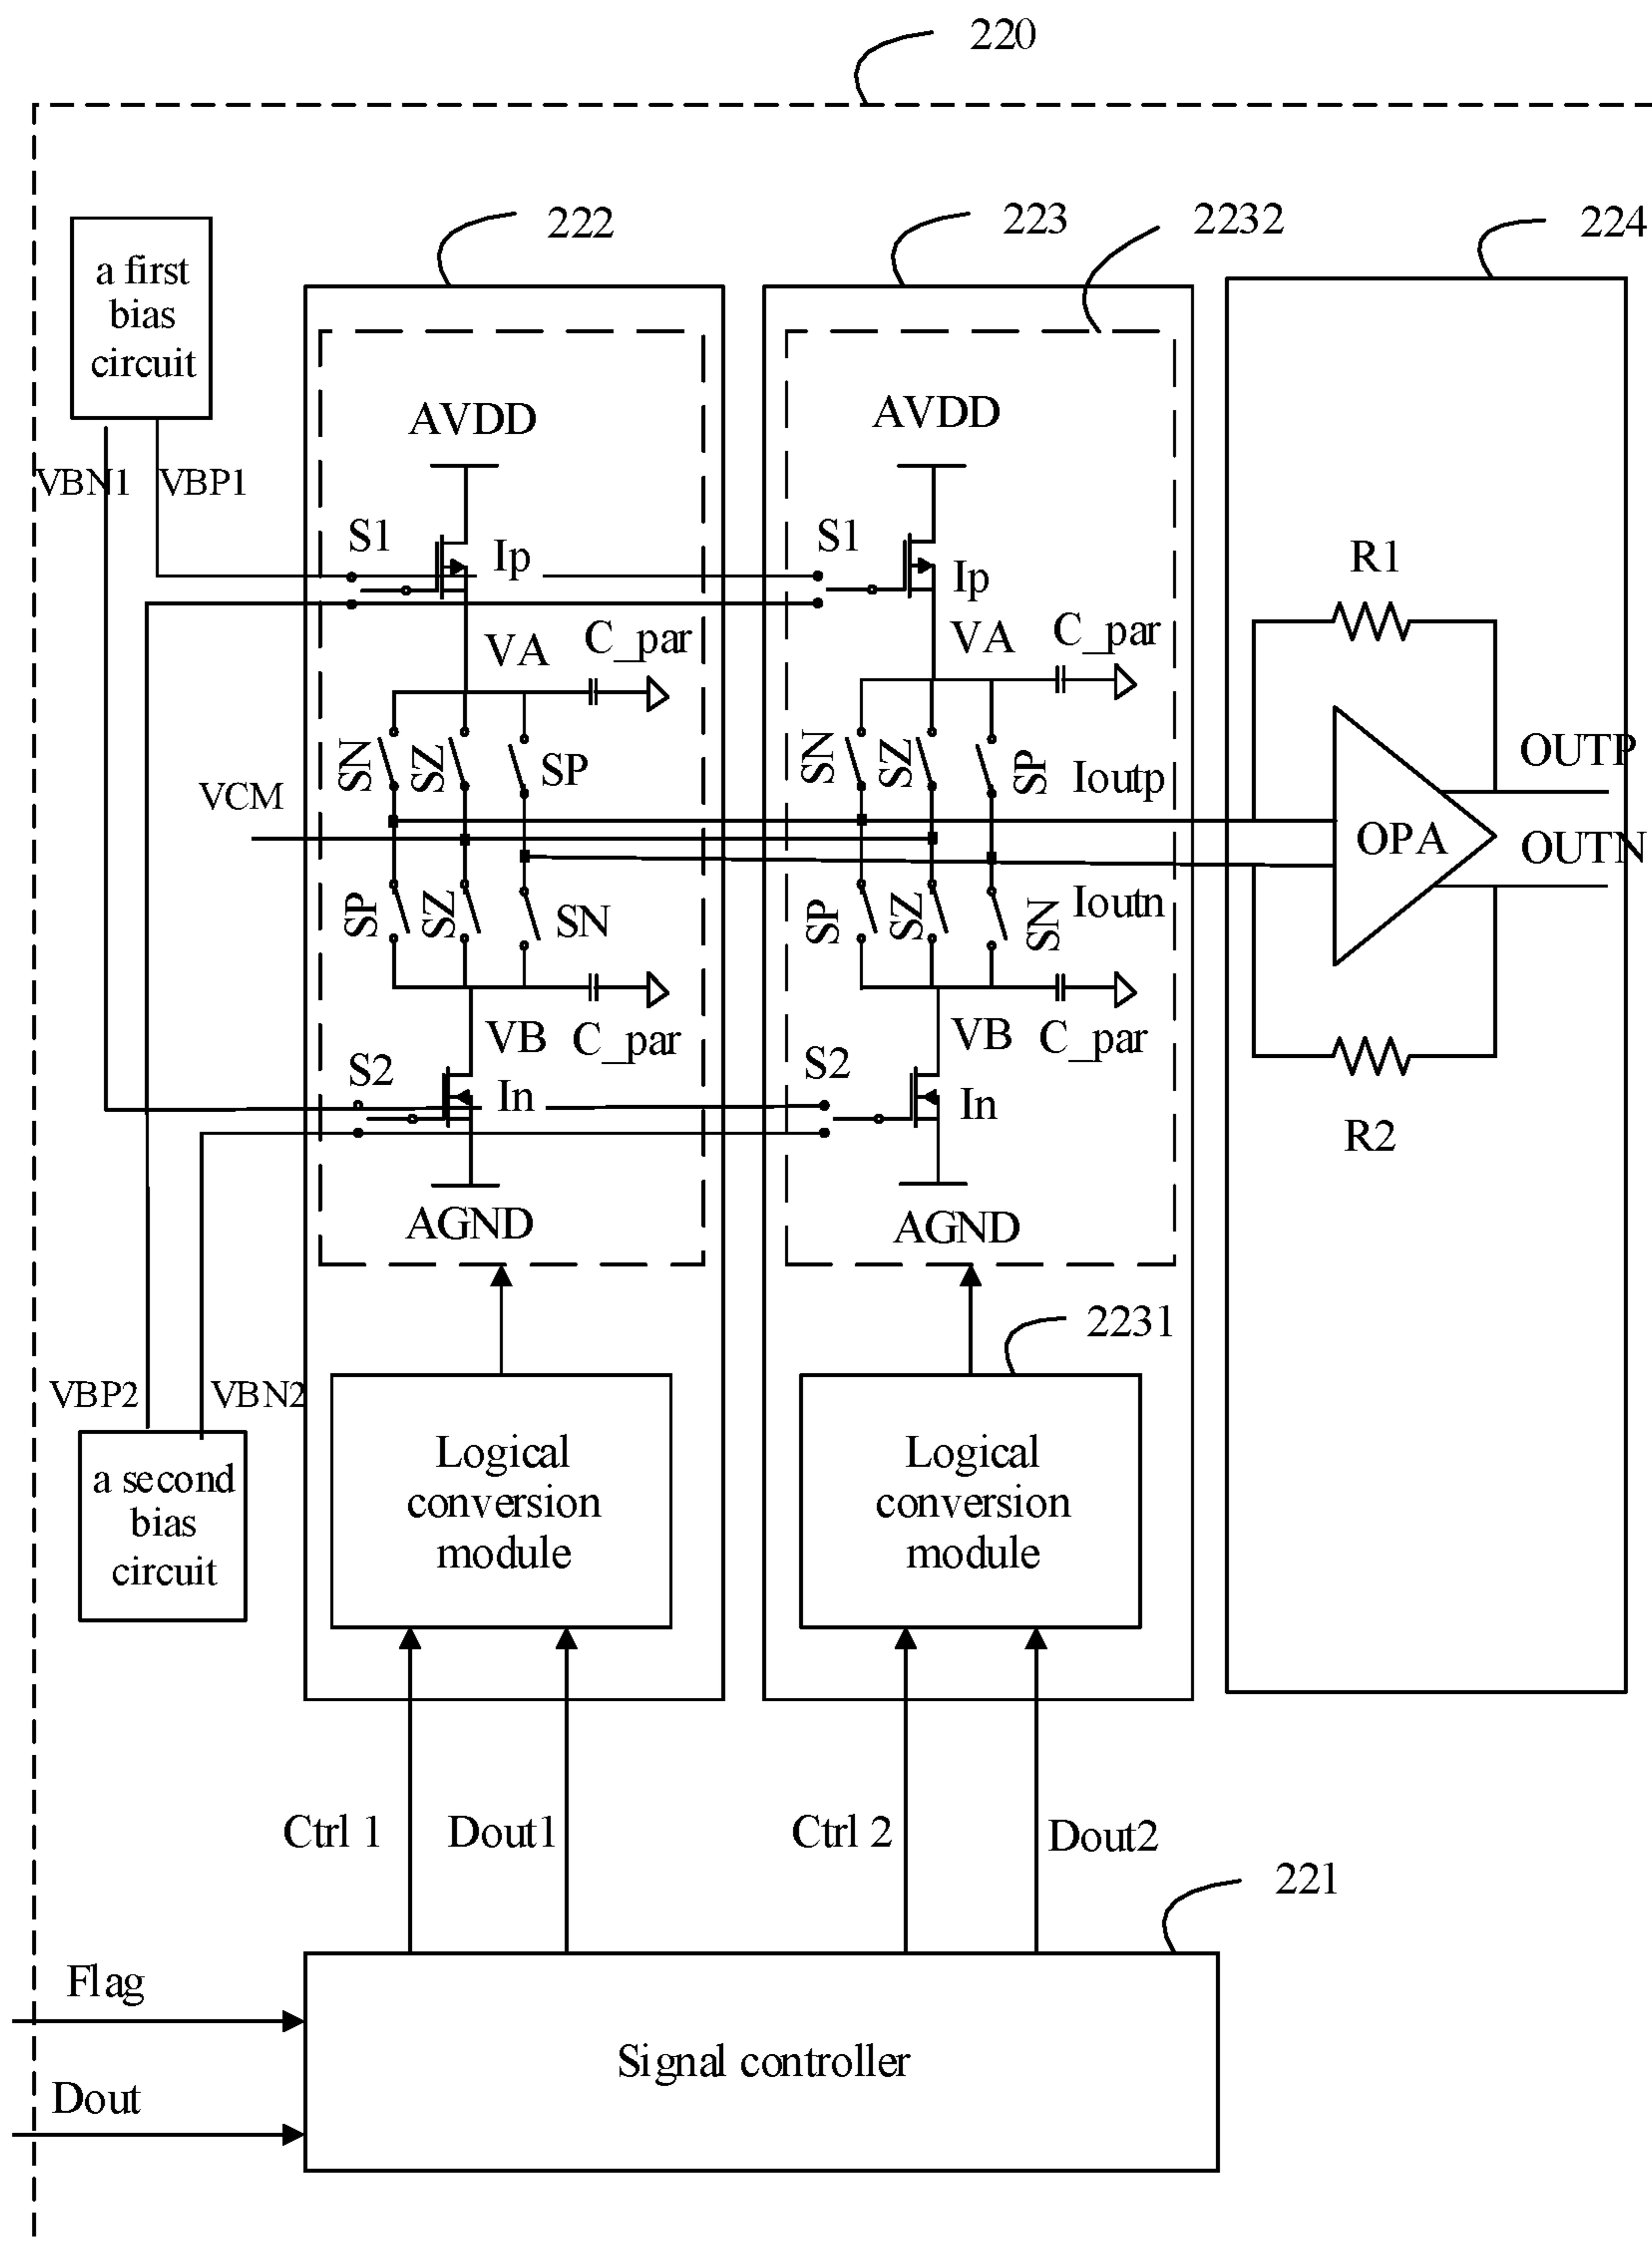 220
222
223
2232
224
a first
bias
circuit
AVDD
AVDD
VBN1
VBP1
S1
Ip
S1
Ip
R1
VA
C_par
VA
C_par
SN
SZ
SP
SN
SZ
SP
Ioutp
OUTP
VCM
OPA
OUTN
SP
SZ
SN
SP
SZ
SN
Ioutn
VB
C_par
VB
C_par
S2
In
S2
In
R2
AGND
AGND
2231
VBP2
VBN2
a second
bias
circuit
Logical
conversion
module
Logical
conversion
module
Ctrl 1
Dout1
Ctrl 2
Dout2
221
Flag
Signal controller
Dout